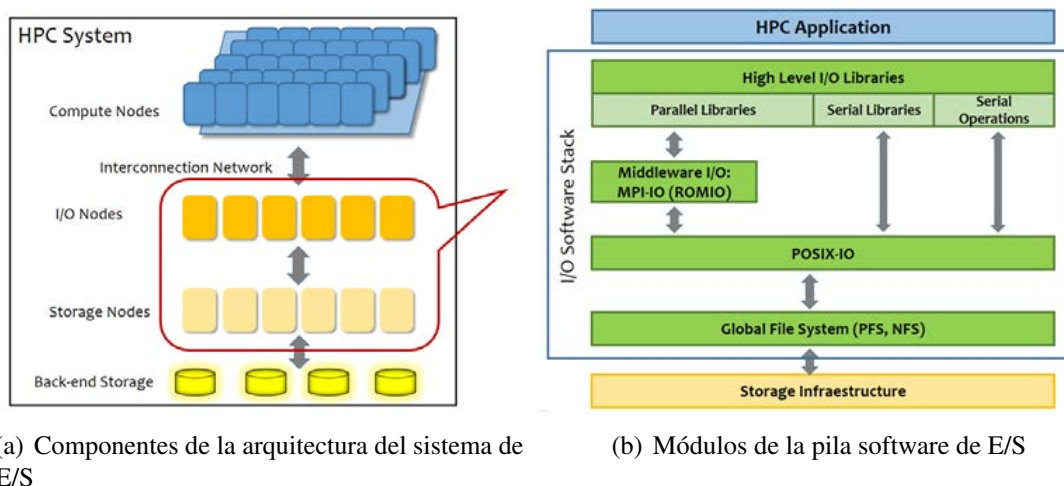 HPC System
Compute Nodes
Interconnection Network
I/O Nodes
Storage Nodes
Back-end Storage
(a) Componentes de la arquitectura del sistema de
E/S
HPC Application
I/O Software Stack
High Level I/O Libraries
Parallel Libraries
Serial Libraries
Serial
Operations
Middleware I/O:
MPI-IO (ROMIO)
POSIX-IO
Global File System (PFS, NFS)
Storage Infraestructure
(b) Módulos de la pila software de E/S